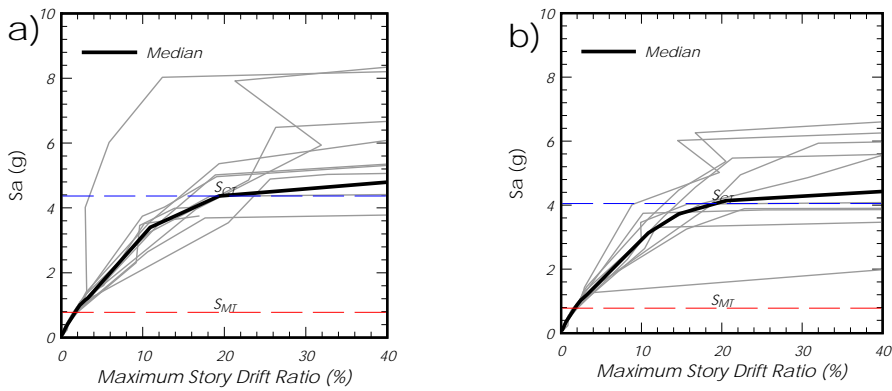 a)
10
8
6
4
2
0
Sa (g)
Median
S_CT
S_MT
0 10 20 30 40
Maximum Story Drift Ratio (%)
b)
10
8
6
4
2
0
Sa (g)
Median
S_CT
S_MT
0 10 20 30 40
Maximum Story Drift Ratio (%)